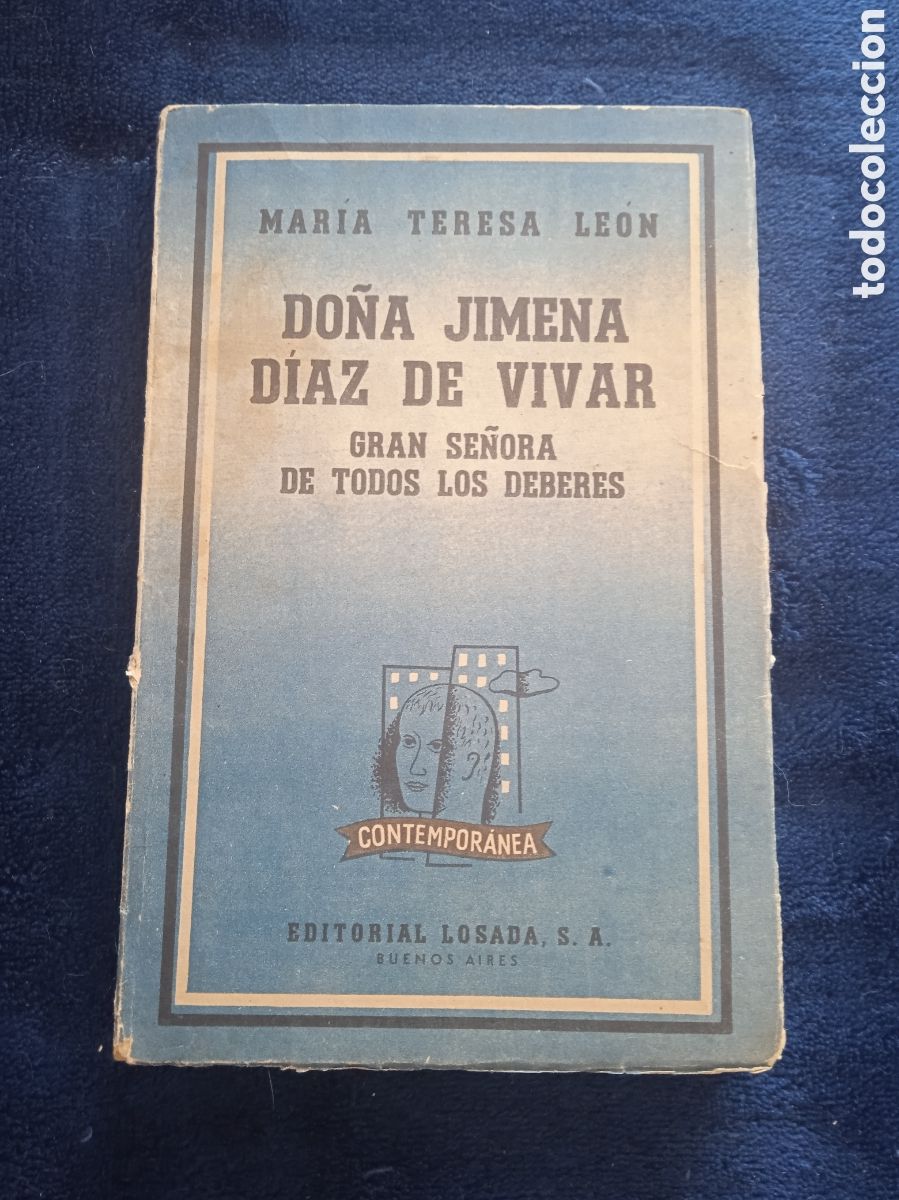 MARÍA TERESA LEÓN
DOÑA JIMENA
DÍAZ DE VIVAR
GRAN SEÑORA
DE TODOS LOS DEBERES
CONTEMPORÁNEA
EDITORIAL LOSADA, S. A.
BUENOS AIRES
todocoleccion